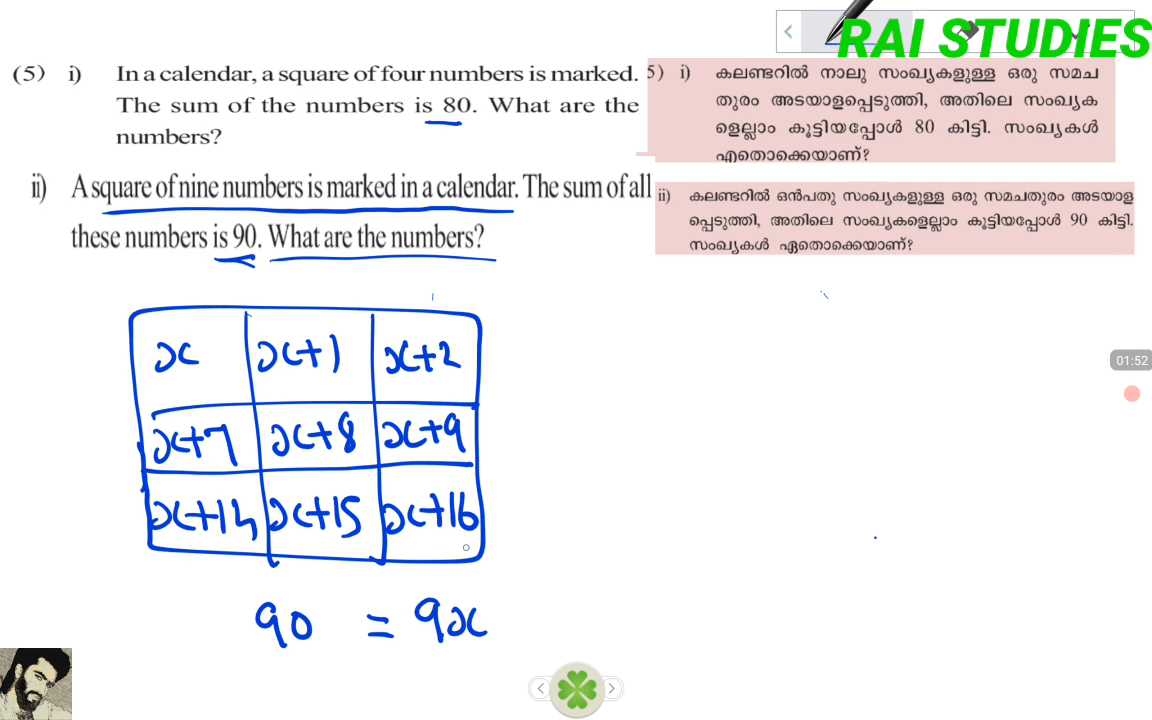 RAI STUDIES
(5) i) In a calendar, a square of four numbers is marked.
The sum of the numbers is 80. What are the
numbers?
ii) A square of nine numbers is marked in a calendar. The sum of all
these numbers is 90. What are the numbers?
5) i) കലണ്ടറിൽ നാലു സംഖ്യകളുള്ള ഒരു സമച
തുരം അടയാളപ്പെടുത്തി, അതിലെ സംഖ്യക
ളെല്ലാം കൂട്ടിയപ്പോൾ 80 കിട്ടി. സംഖ്യകൾ
എതൊക്കെയാണ്?
ii) കലണ്ടറിൽ ഒൻപതു സംഖ്യകളുള്ള ഒരു സമചതുരം അടയാള
പ്പെടുത്തി, അതിലെ സംഖ്യകളെല്ലാം കൂട്ടിയപ്പോൾ 90 കിട്ടി.
സംഖ്യകൾ ഏതൊക്കെയാണ്?
x x+1 x+2
x+7 x+8 x+9
x+14 x+15 x+16
90 = 9x
01:52